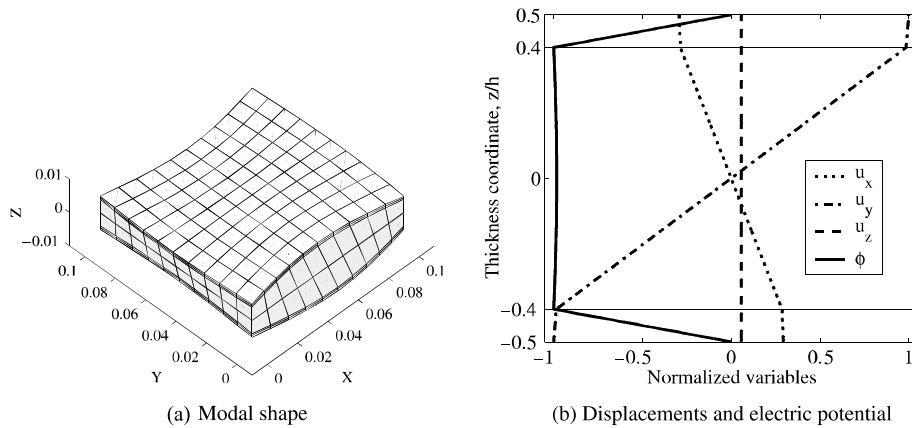 0.01
0
−0.01
Z
0.1
0.08
0.06
0.04
0.02
0
Y
0
0.02
0.04
0.06
0.08
0.1
X
(a) Modal shape
0.5
0.4
0
−0.4
−0.5
Thickness coordinate, z/h
−1
−0.5
0
0.5
1
Normalized variables
u_x
u_y
u_z
ϕ
(b) Displacements and electric potential